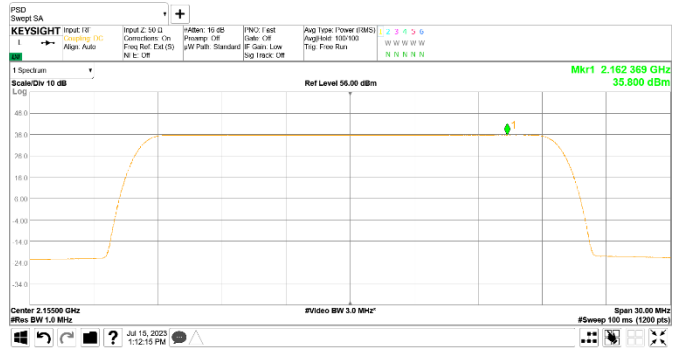 PSD
Swept SA
KEYSIGHT Input: RF Input Z: 50 Ω #Atten: 16 dB PNO: Fast Avg Type: Power (RMS) 1 2 3 4 5 6
Coupling: DC Corrections: On Preamp: Off Gate: Off Avg|Hold: 100/100 W W W W W
1 Align: Auto Freq Ref: Ext (S) µW Path: Standard IF Gain: Low Trig: Free Run
NFE: Off Sig Track: Off N N N N N
1 Spectrum Mkr1 2.162 369 GHz
Scale/Div 10 dB Ref Level 56.00 dBm 35.800 dBm
Log
46.0
36.0
26.0
16.0
6.00
-4.00
-14.0
-24.0
-34.0
1
Center 2.15500 GHz #Video BW 3.0 MHz* Span 30.00 MHz
#Res BW 1.0 MHz #Sweep 100 ms (1200 pts)
? Jul 15, 2023
1:12:15 PM